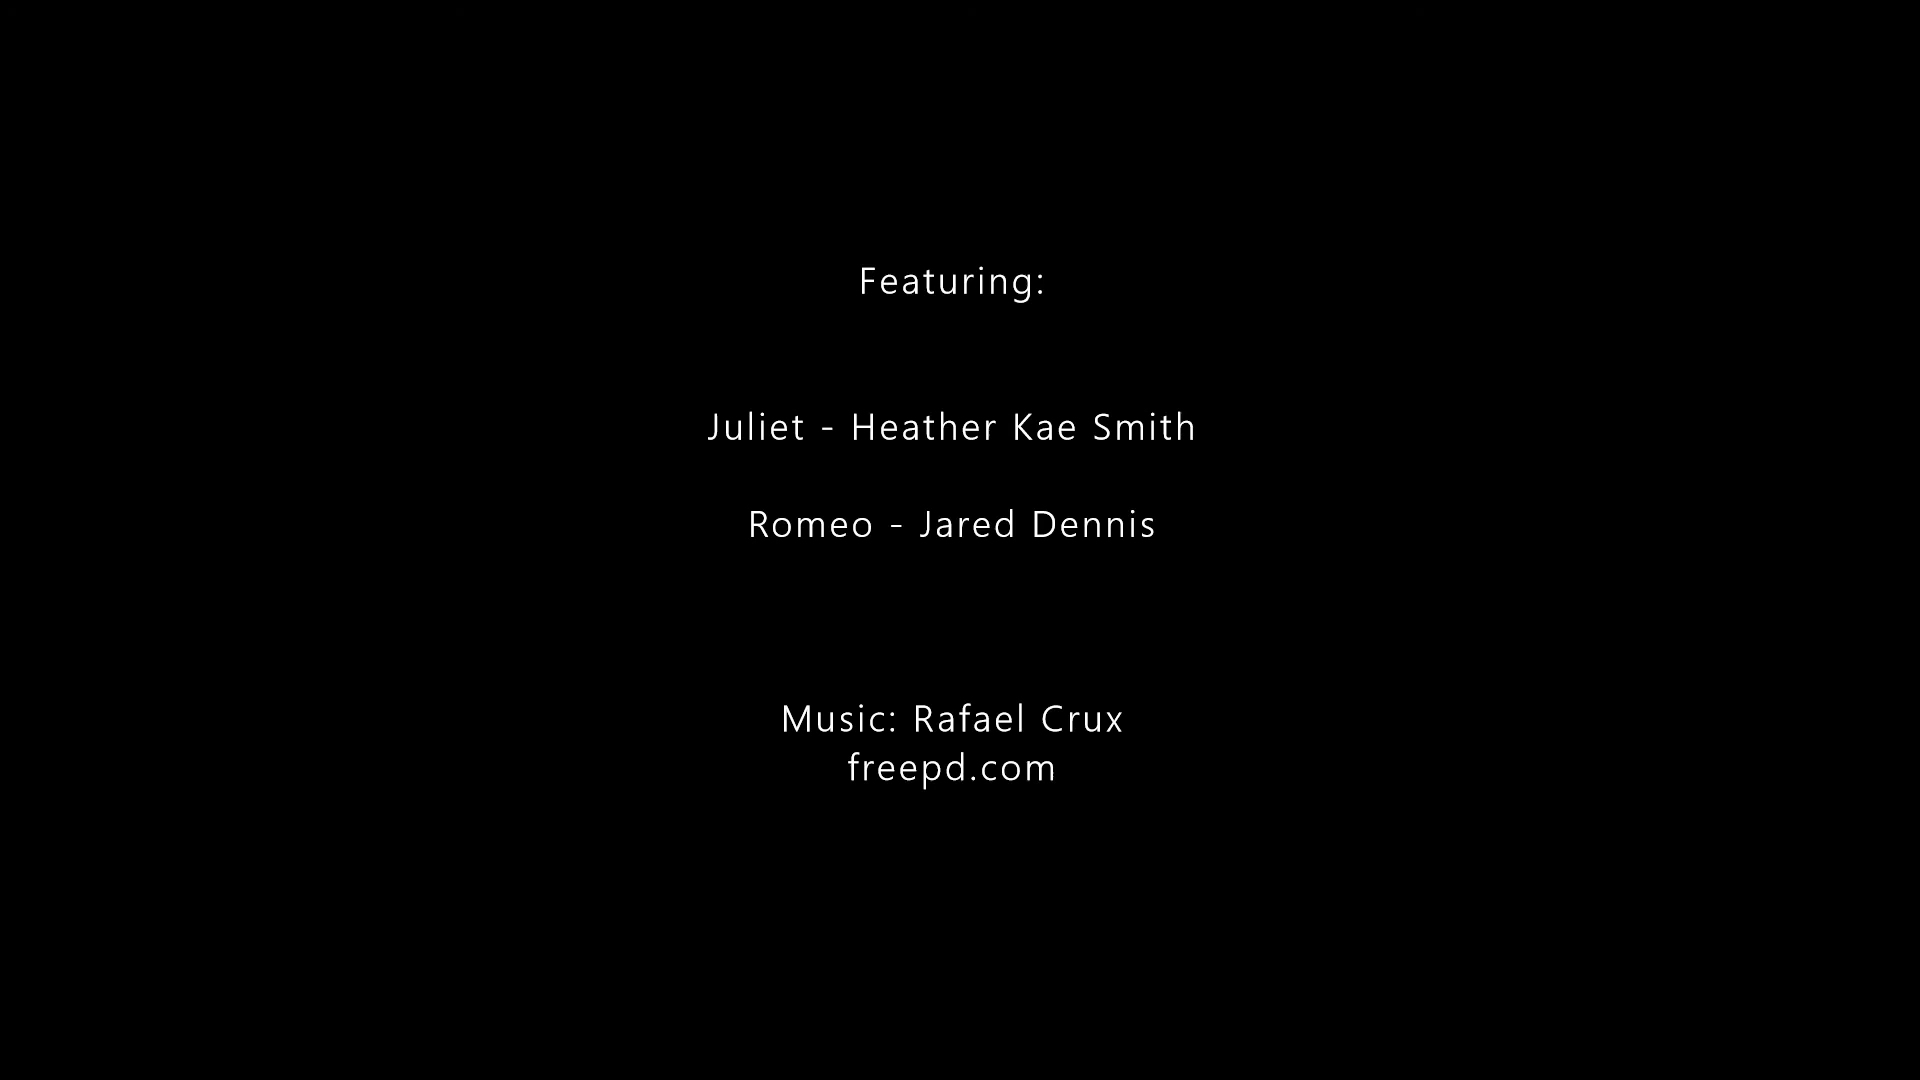 Featuring:
Juliet - Heather Kae Smith
Romeo - Jared Dennis
Music: Rafael Crux
freepd.com